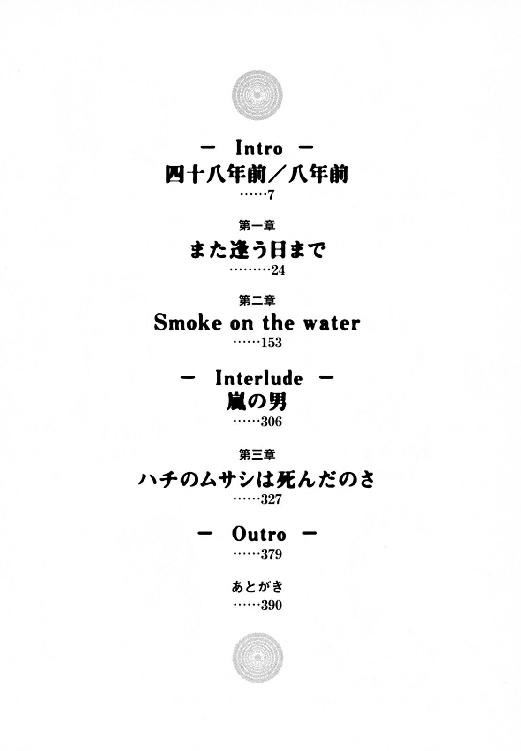 ― Intro ―
四十八年前／八年前
……7
第一章
また逢う日まで
………24
第二章
Smoke on the water
……153
― Interlude ―
嵐の男
……306
第三章
ハチのムサシは死んだのさ
……327
― Outro ―
……379
あとがき
……390